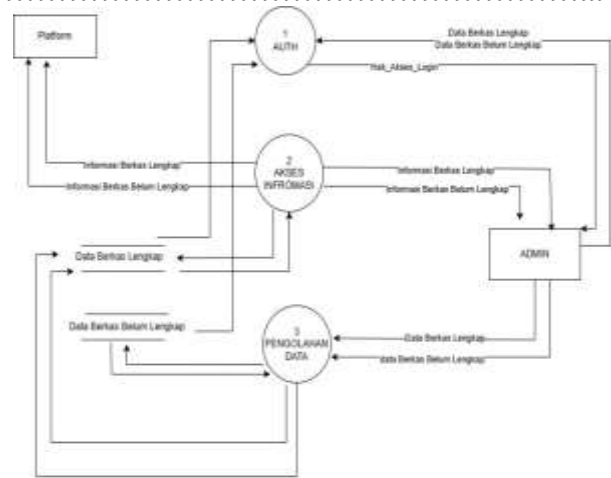 Platform
1
AUTH
Data Berkas Lengkap
Data Berkas Belum Lengkap
Hak_Akses_Login
2
AKSES
INFROMASI
Informasi Berkas Lengkap
Informasi Berkas Belum Lengkap
Informasi Berkas Lengkap
Informasi Berkas Belum Lengkap
Data Berkas Lengkap
ADMIN
Data Berkas Belum Lengkap
3
PENGOLAHAN
DATA
Data Berkas Lengkap
data Berkas Belum Lengkap